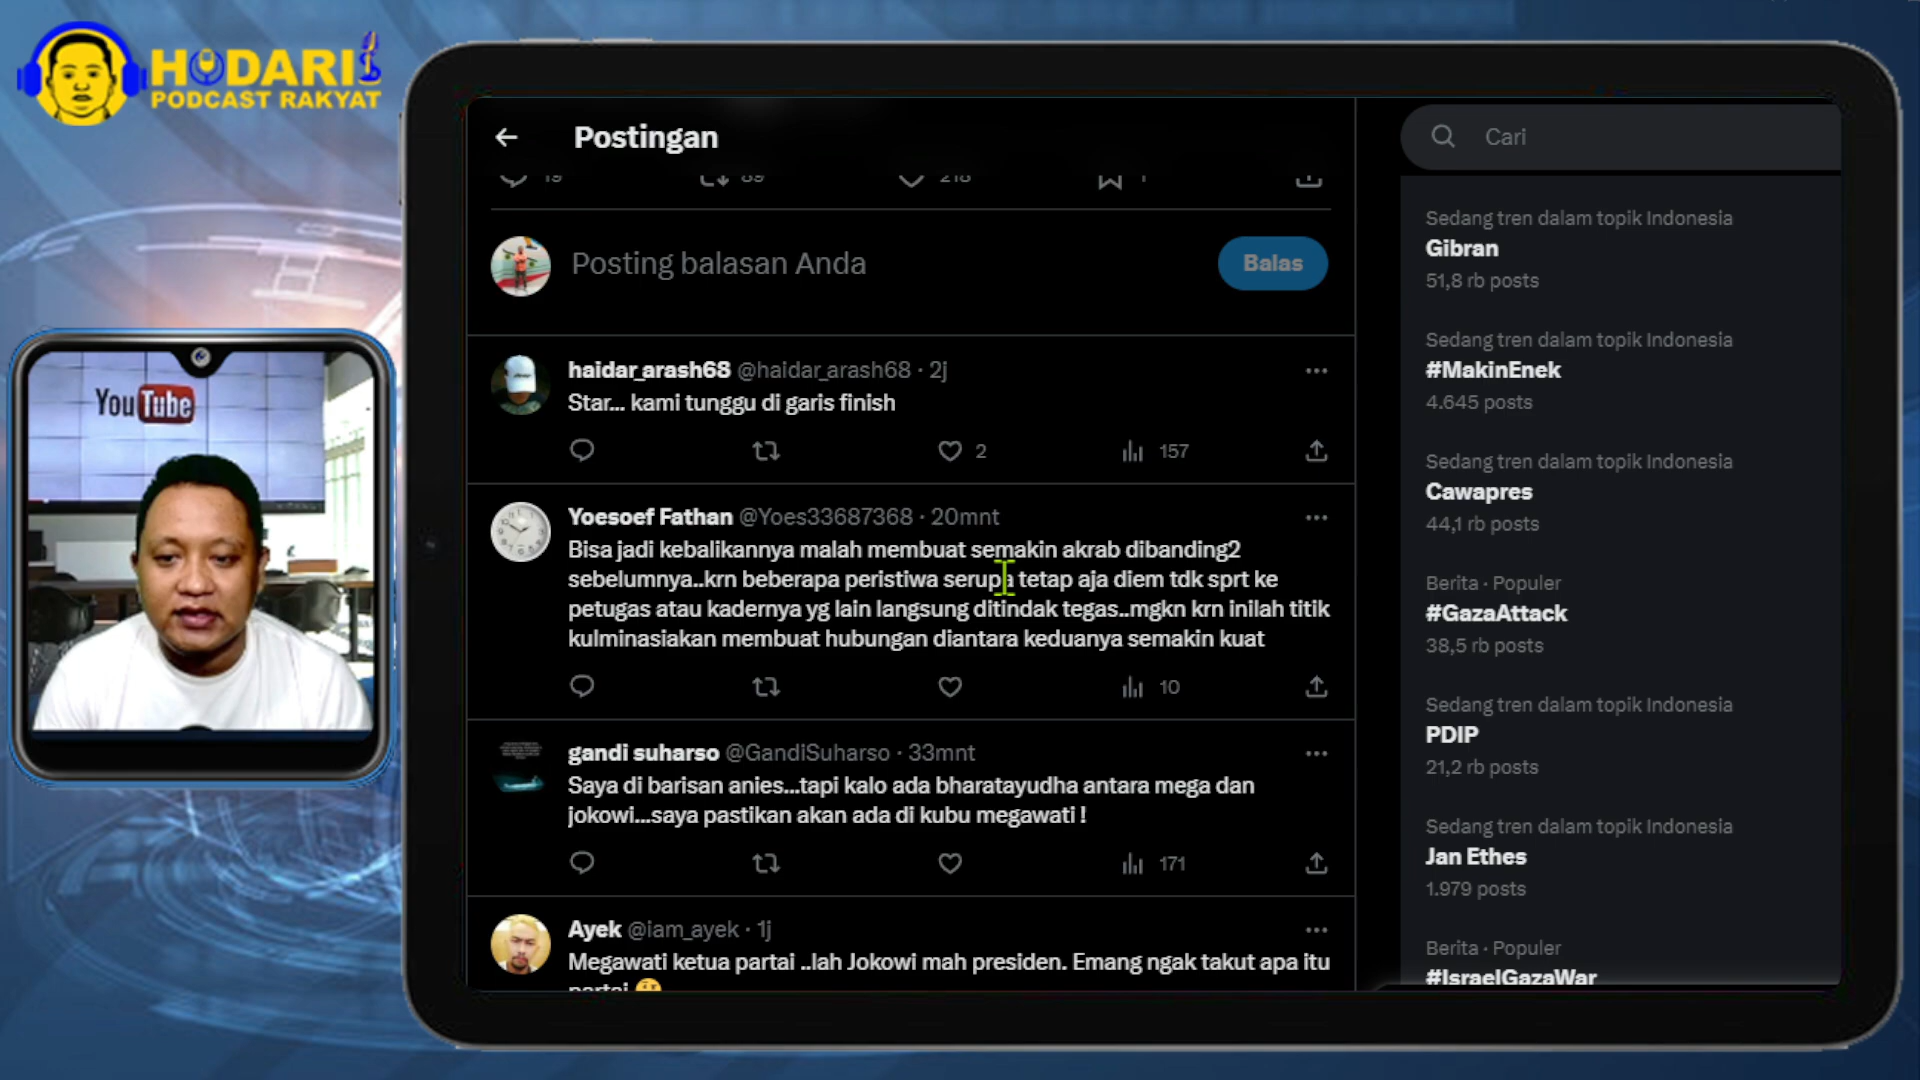 HUDARI
PODCAST RAKYAT
YouTube
Postingan
19 89 218 1
Posting balasan Anda
Balas
haidar_arash68 @haidar_arash68 · 2j
Star... kami tunggu di garis finish
2 157
Yoesoef Fathan @Yoes33687368 · 20mnt
Bisa jadi kebalikannya malah membuat semakin akrab dibanding2
sebelumnya..krn beberapa peristiwa serupa tetap aja diem tdk sprt ke
petugas atau kadernya yg lain langsung ditindak tegas..mgkn krn inilah titik
kulminasiakan membuat hubungan diantara keduanya semakin kuat
10
gandi suharso @GandiSuharso · 33mnt
Saya di barisan anies...tapi kalo ada bharatayudha antara mega dan
jokowi...saya pastikan akan ada di kubu megawati !
171
Ayek @iam_ayek · 1j
Megawati ketua partai ..lah Jokowi mah presiden. Emang ngak takut apa itu
partai 🤔
Cari
Sedang tren dalam topik Indonesia
Gibran
51,8 rb posts
Sedang tren dalam topik Indonesia
#MakinEnek
4.645 posts
Sedang tren dalam topik Indonesia
Cawapres
44,1 rb posts
Berita · Populer
#GazaAttack
38,5 rb posts
Sedang tren dalam topik Indonesia
PDIP
21,2 rb posts
Sedang tren dalam topik Indonesia
Jan Ethes
1.979 posts
Berita · Populer
#IsraelGazaWar